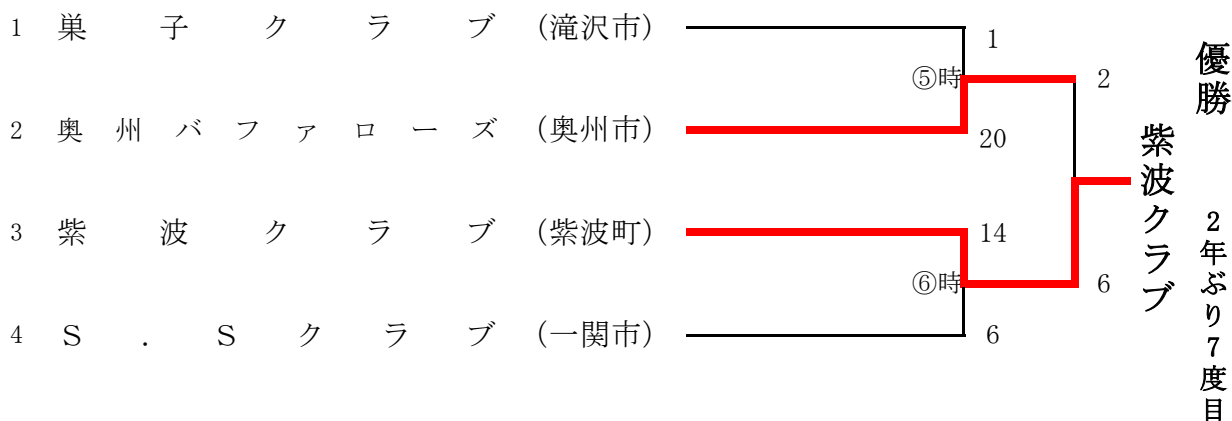 1 巣子クラブ (滝沢市)
1
⑤時
2
2 奥州バファローズ (奥州市)
20
3 紫波クラブ (紫波町)
14
⑥時
6
4 S.Sクラブ (一関市)
6
紫波クラブ
優勝 2年ぶり7度目